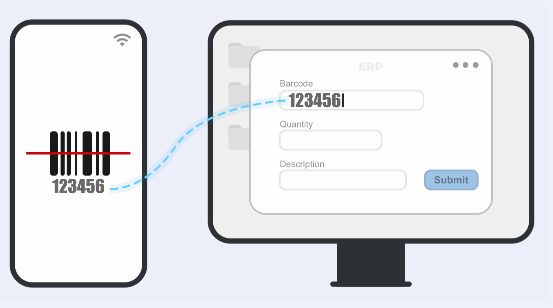 123456
ERP
Barcode
123456
Quantity
Description
Submit